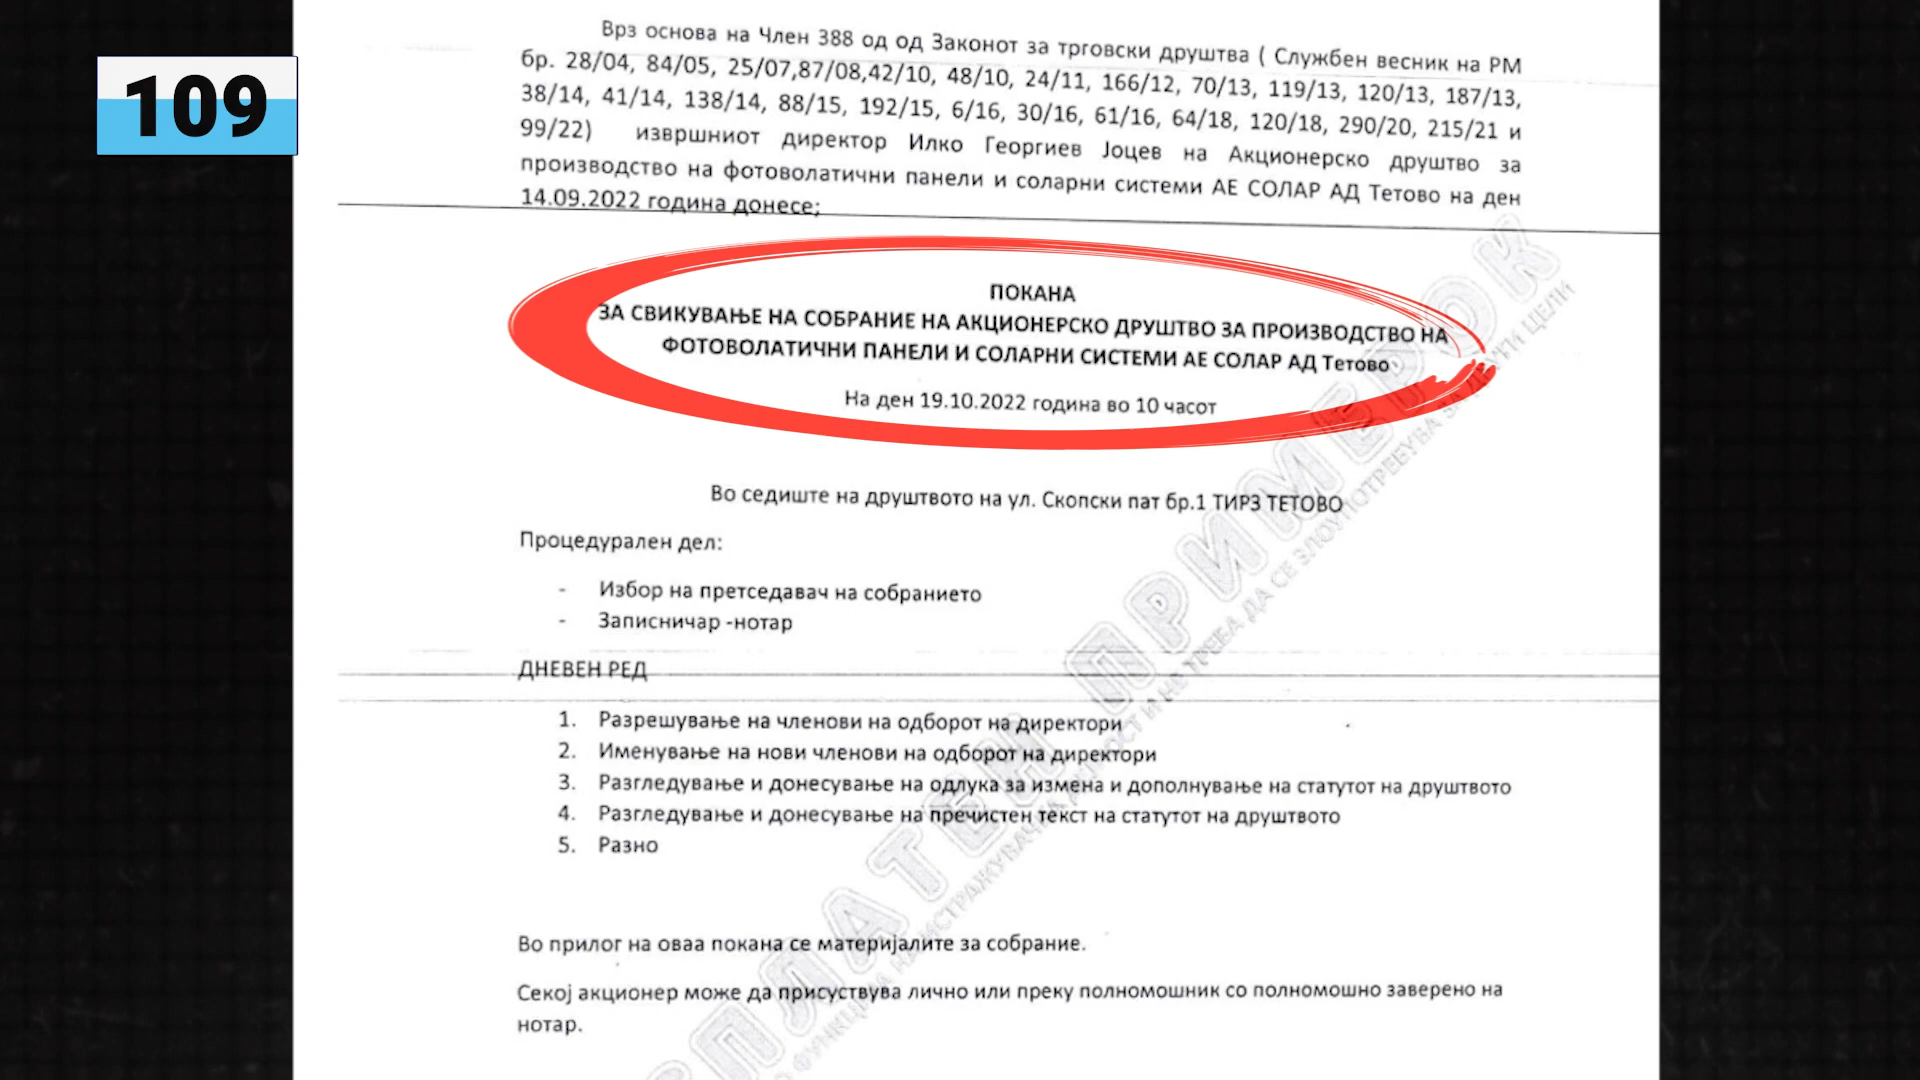 109
Врз основа на Член 388 од од Законот за трговски друштва ( Службен весник на РМ
бр. 28/04, 84/05, 25/07,87/08,42/10, 48/10, 24/11, 166/12, 70/13, 119/13, 120/13, 187/13,
38/14, 41/14, 138/14, 88/15, 192/15, 6/16, 30/16, 61/16, 64/18, 120/18, 290/20, 215/21 и
99/22) извршниот директор Илко Георгиев Јоцев на Акционерско друштво за
производство на фотоволатични панели и соларни системи АЕ СОЛАР АД Тетово на ден
14.09.2022 година донесе;
ПОКАНА
ЗА СВИКУВАЊЕ НА СОБРАНИЕ НА АКЦИОНЕРСКО ДРУШТВО ЗА ПРОИЗВОДСТВО НА
ФОТОВОЛАТИЧНИ ПАНЕЛИ И СОЛАРНИ СИСТЕМИ АЕ СОЛАР АД Тетово
На ден 19.10.2022 година во 10 часот
Во седиште на друштвото на ул. Скопски пат бр.1 ТИРЗ ТЕТОВО
Процедурален дел:
- Избор на претседавач на собранието
- Записничар -нотар
ДНЕВЕН РЕД
1. Разрешување на членови на одборот на директори
2. Именување на нови членови на одборот на директори
3. Разгледување и донесување на одлука за измена и дополнување на статутот на друштвото
4. Разгледување и донесување на пречистен текст на статутот на друштвото
5. Разно
Во прилог на оваа покана се материјалите за собрание.
Секој акционер може да присуствува лично или преку полномошник со полномошно заверено на
нотар.
ПРИМЕРОК